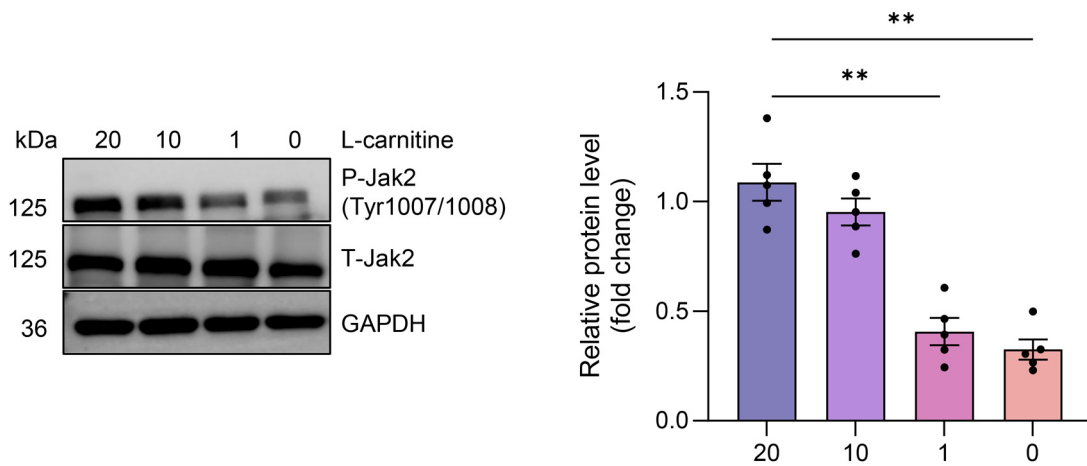 kDa 20 10 1 0 L-carnitine
125 P-Jak2
(Tyr1007/1008)
125 T-Jak2
36 GAPDH
**
**
Relative protein level
(fold change)
1.5
1.0
0.5
0.0
20 10 1 0